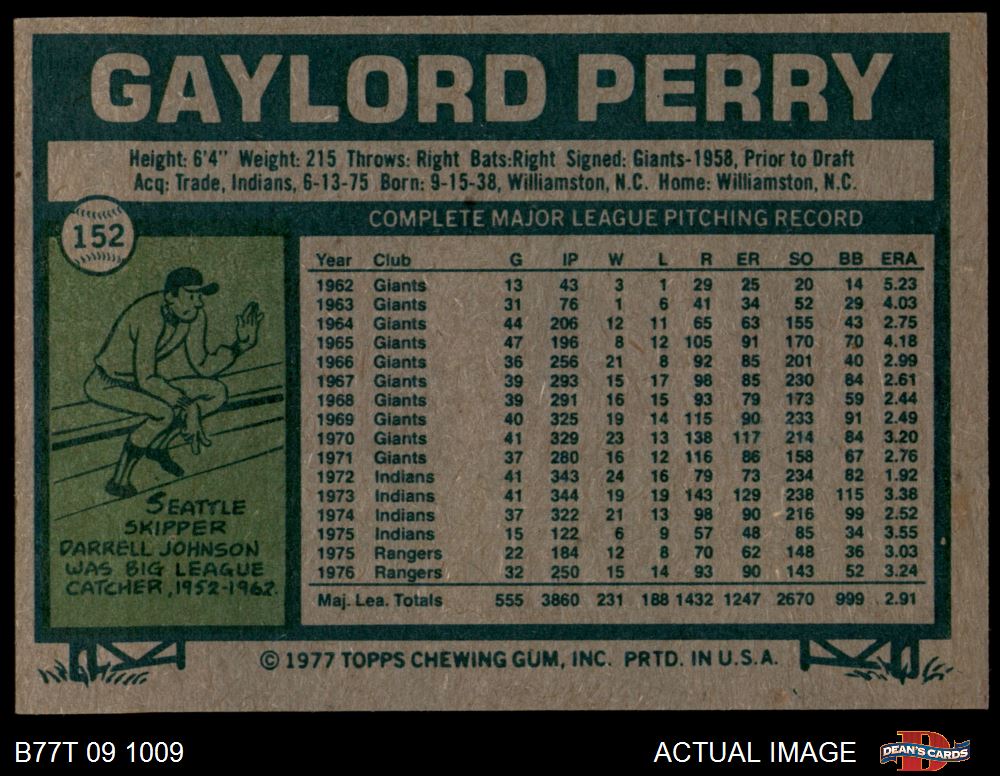 GAYLORD PERRY
Height: 6'4" Weight: 215 Throws: Right Bats:Right Signed: Giants-1958, Prior to Draft
Acq: Trade, Indians, 6-13-75 Born: 9-15-38, Williamston, N.C. Home: Williamston, N.C.
152
COMPLETE MAJOR LEAGUE PITCHING RECORD
Year Club G IP W L R ER SO BB ERA
1962 Giants 13 43 3 1 29 25 20 14 5.23
1963 Giants 31 76 1 6 41 34 52 29 4.03
1964 Giants 44 206 12 11 65 63 155 43 2.75
1965 Giants 47 196 8 12 105 91 170 70 4.18
1966 Giants 36 256 21 8 92 85 201 40 2.99
1967 Giants 39 293 15 17 98 85 230 84 2.61
1968 Giants 39 291 16 15 93 79 173 59 2.44
1969 Giants 40 325 19 14 115 90 233 91 2.49
1970 Giants 41 329 23 13 138 117 214 84 3.20
1971 Giants 37 280 16 12 116 86 158 67 2.76
1972 Indians 41 343 24 16 79 73 234 82 1.92
1973 Indians 41 344 19 19 143 129 238 115 3.38
1974 Indians 37 322 21 13 98 90 216 99 2.52
1975 Indians 15 122 6 9 57 48 85 34 3.55
1975 Rangers 22 184 12 8 70 62 148 36 3.03
1976 Rangers 32 250 15 14 93 90 143 52 3.24
Maj. Lea. Totals 555 3860 231 188 1432 1247 2670 999 2.91
SEATTLE
SKIPPER
DARRELL JOHNSON
WAS BIG LEAGUE
CATCHER, 1952-1962.
© 1977 TOPPS CHEWING GUM, INC. PRTD. IN U.S.A.
B77T 09 1009
ACTUAL IMAGE
D
DEAN'S CARDS